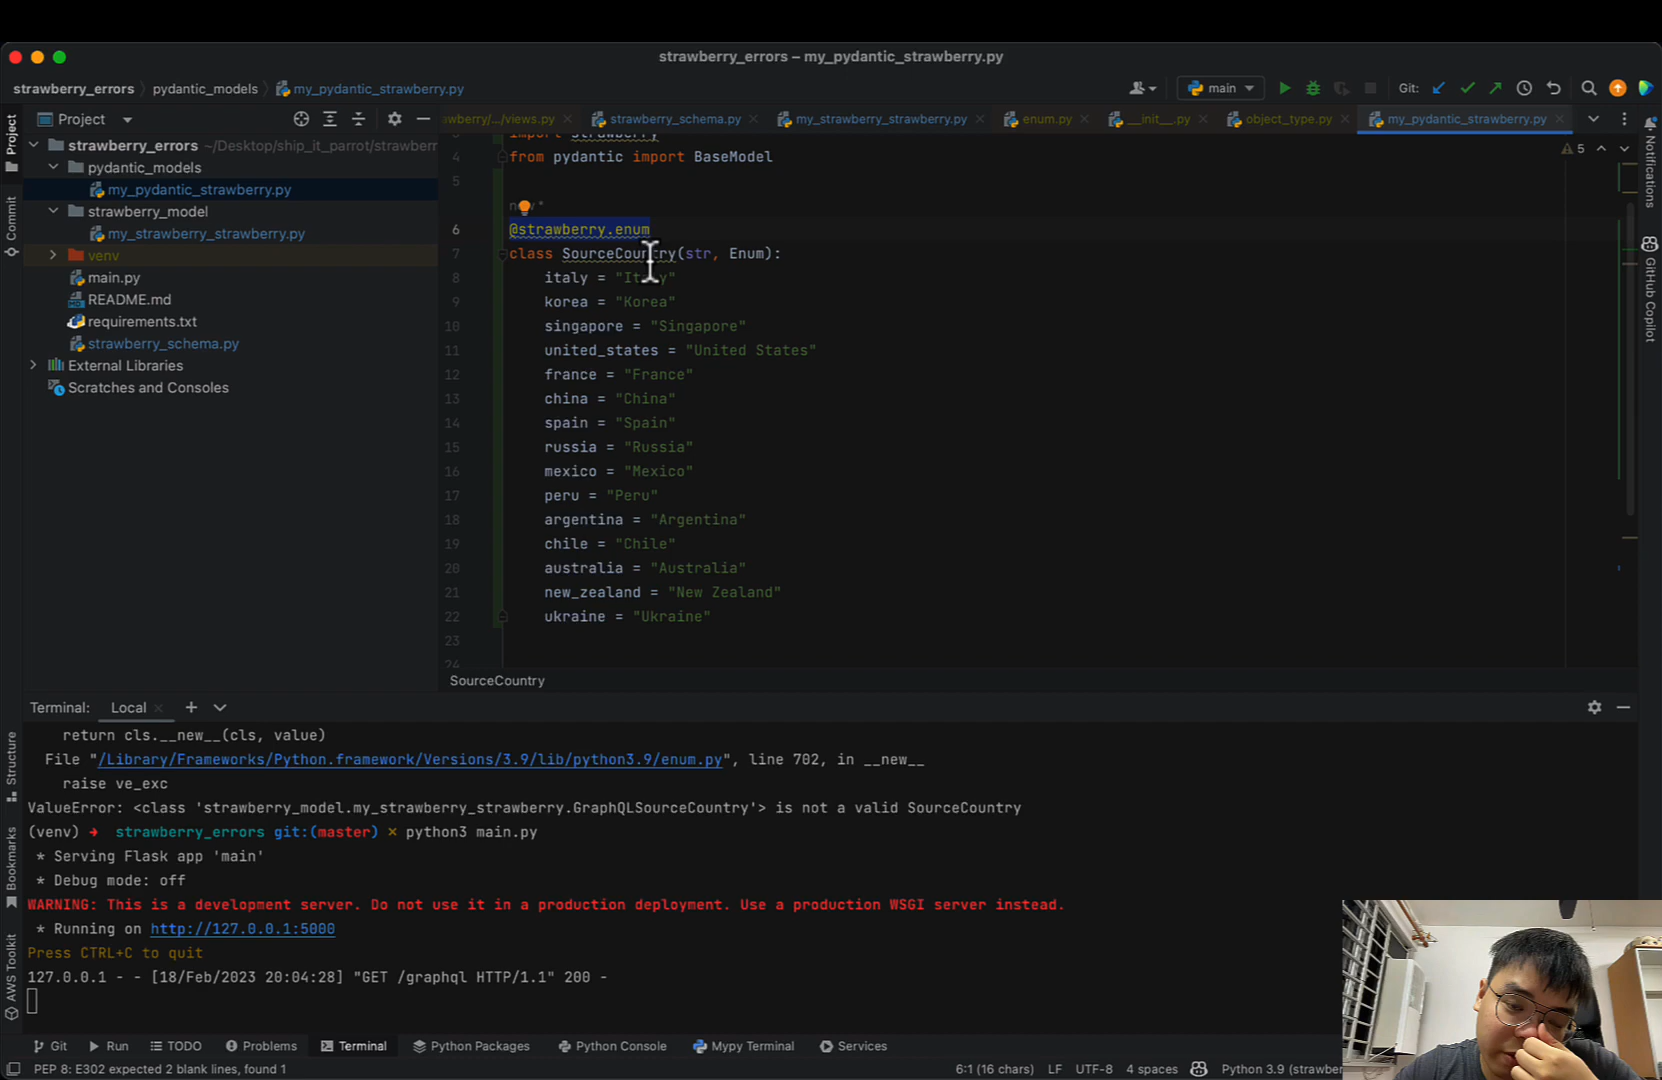 strawberry_errors – my_pydantic_strawberry.py
strawberry_errors pydantic_models my_pydantic_strawberry.py
main
Git:
Project
awberry/.../views.py
strawberry_schema.py
my_strawberry_strawberry.py
enum.py
__init__.py
object_type.py
my_pydantic_strawberry.py
strawberry_errors ~/Desktop/ship_it_parrot/strawberr
pydantic_models
my_pydantic_strawberry.py
strawberry_model
my_strawberry_strawberry.py
venv
main.py
README.md
requirements.txt
strawberry_schema.py
External Libraries
Scratches and Consoles
import strawberry
4 from pydantic import BaseModel
5
6 @strawberry.enum
7 class SourceCountry(str, Enum):
8 italy = "Italy"
9 korea = "Korea"
10 singapore = "Singapore"
11 united_states = "United States"
12 france = "France"
13 china = "China"
14 spain = "Spain"
15 russia = "Russia"
16 mexico = "Mexico"
17 peru = "Peru"
18 argentina = "Argentina"
19 chile = "Chile"
20 australia = "Australia"
21 new_zealand = "New Zealand"
22 ukraine = "Ukraine"
23
24
5
SourceCountry
Project
Commit
Structure
Bookmarks
AWS Toolkit
Notifications
GitHub Copilot
Terminal: Local
return cls.__new__(cls, value)
File "/Library/Frameworks/Python.framework/Versions/3.9/lib/python3.9/enum.py", line 702, in __new__
raise ve_exc
ValueError: <class 'strawberry_model.my_strawberry_strawberry.GraphQLSourceCountry'> is not a valid SourceCountry
(venv) ➜ strawberry_errors git:(master) ✗ python3 main.py
* Serving Flask app 'main'
* Debug mode: off
WARNING: This is a development server. Do not use it in a production deployment. Use a production WSGI server instead.
* Running on http://127.0.0.1:5000
Press CTRL+C to quit
127.0.0.1 - - [18/Feb/2023 20:04:28] "GET /graphql HTTP/1.1" 200 -
Git Run TODO Problems Terminal Python Packages Python Console Mypy Terminal Services
PEP 8: E302 expected 2 blank lines, found 1
6:1 (16 chars) LF UTF-8 4 spaces Python 3.9 (strawber